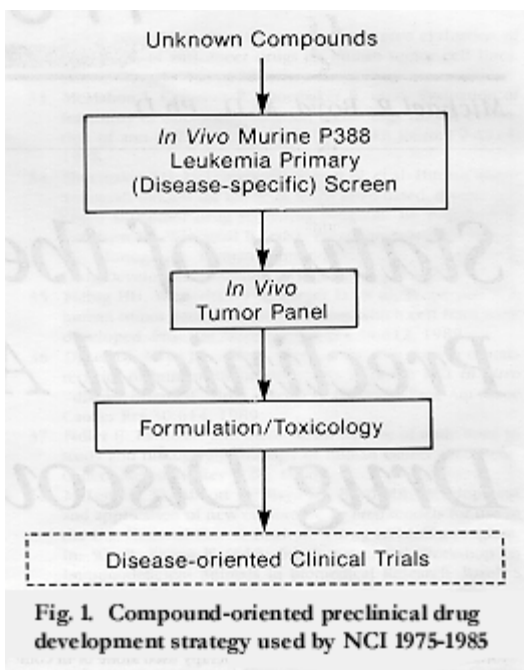 Unknown Compounds
In Vivo Murine P388
Leukemia Primary
(Disease-specific) Screen
In Vivo
Tumor Panel
Formulation/Toxicology
Disease-oriented Clinical Trials
Fig. 1. Compound-oriented preclinical drug
development strategy used by NCI 1975-1985